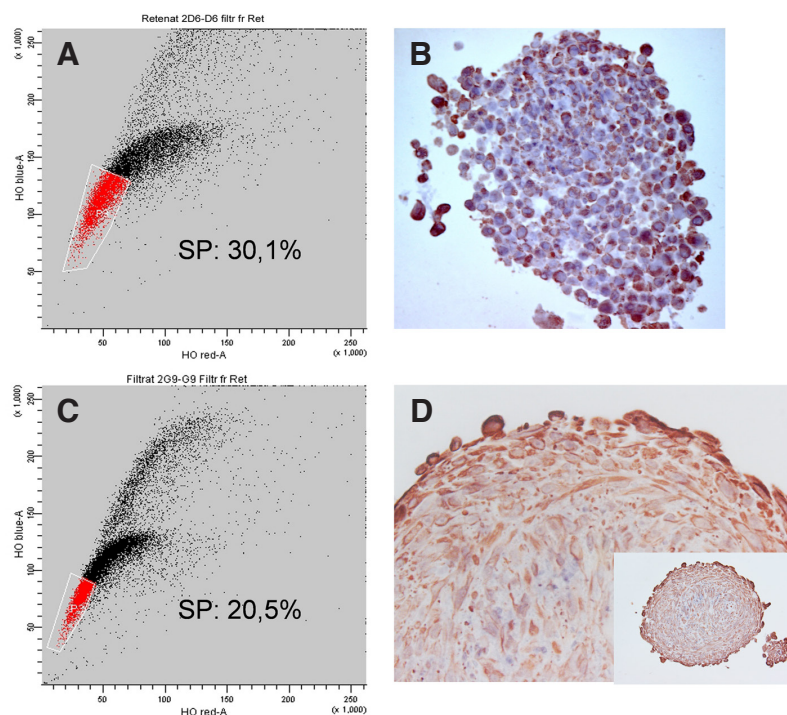 Retenat 2D6-D6 filtr fr Ret
A
(x 1,000)
250
200
150
100
50
HO blue-A
P
SP: 30,1%
50
100
150
200
250
(x 1,000)
HO red-A
B
Filtrat 2G9-G9 Filtr fr Ret
C
(x 1,000)
250
200
150
100
50
HO blue-A
SP: 20,5%
50
100
150
200
250
(x 1,000)
HO red-A
D